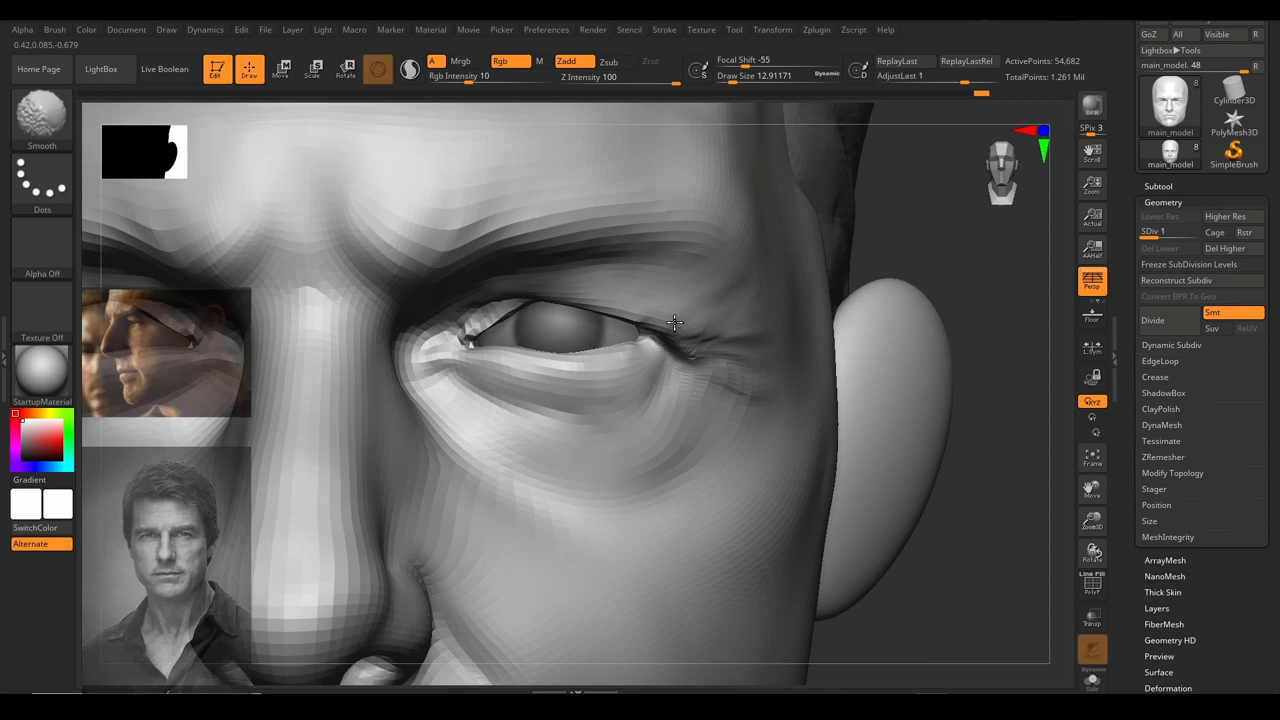 Alpha Brush Color Document Draw Dynamics Edit File Layer Light Macro Marker Material Movie Picker Preferences Render Stencil Stroke Texture Tool Transform Zplugin Zscript Help
0.42,0.085,-0.679
Home Page LightBox Live Boolean Edit Draw Move Scale Rotate
A Mrgb Rgb M Zadd Zsub Zcut
Rgb Intensity 10 Z Intensity 100
Focal Shift -55
Draw Size 12.91171 Dynamic
S
D
ReplayLast ReplayLastRel
AdjustLast 1
ActivePoints: 54,682
TotalPoints: 1.261 Mil
Smooth
Dots
Alpha Off
Texture Off
StartupMaterial
Gradient
SwitchColor
Alternate
BPR
SPix 3
Scroll
Zoom
Actual
AAHalf
Persp
Floor
L.Sym
XYZ
Frame
Move
Zoom3D
Rotate
Line Fill
PolyF
Transp
Dynamic
Solo
GoZ All Visible R
Lightbox▶Tools
main_model. 48 R
8
main_model
Cylinder3D
PolyMesh3D
8
main_model
SimpleBrush
Subtool
Geometry
Lower Res Higher Res
SDiv 1 Cage Rstr
Del Lower Del Higher
Freeze SubDivision Levels
Reconstruct Subdiv
Convert BPR To Geo
Divide Smt
Suv ReUV
Dynamic Subdiv
EdgeLoop
Crease
ShadowBox
ClayPolish
DynaMesh
Tessimate
ZRemesher
Modify Topology
Stager
Position
Size
MeshIntegrity
ArrayMesh
NanoMesh
Thick Skin
Layers
FiberMesh
Geometry HD
Preview
Surface
Deformation